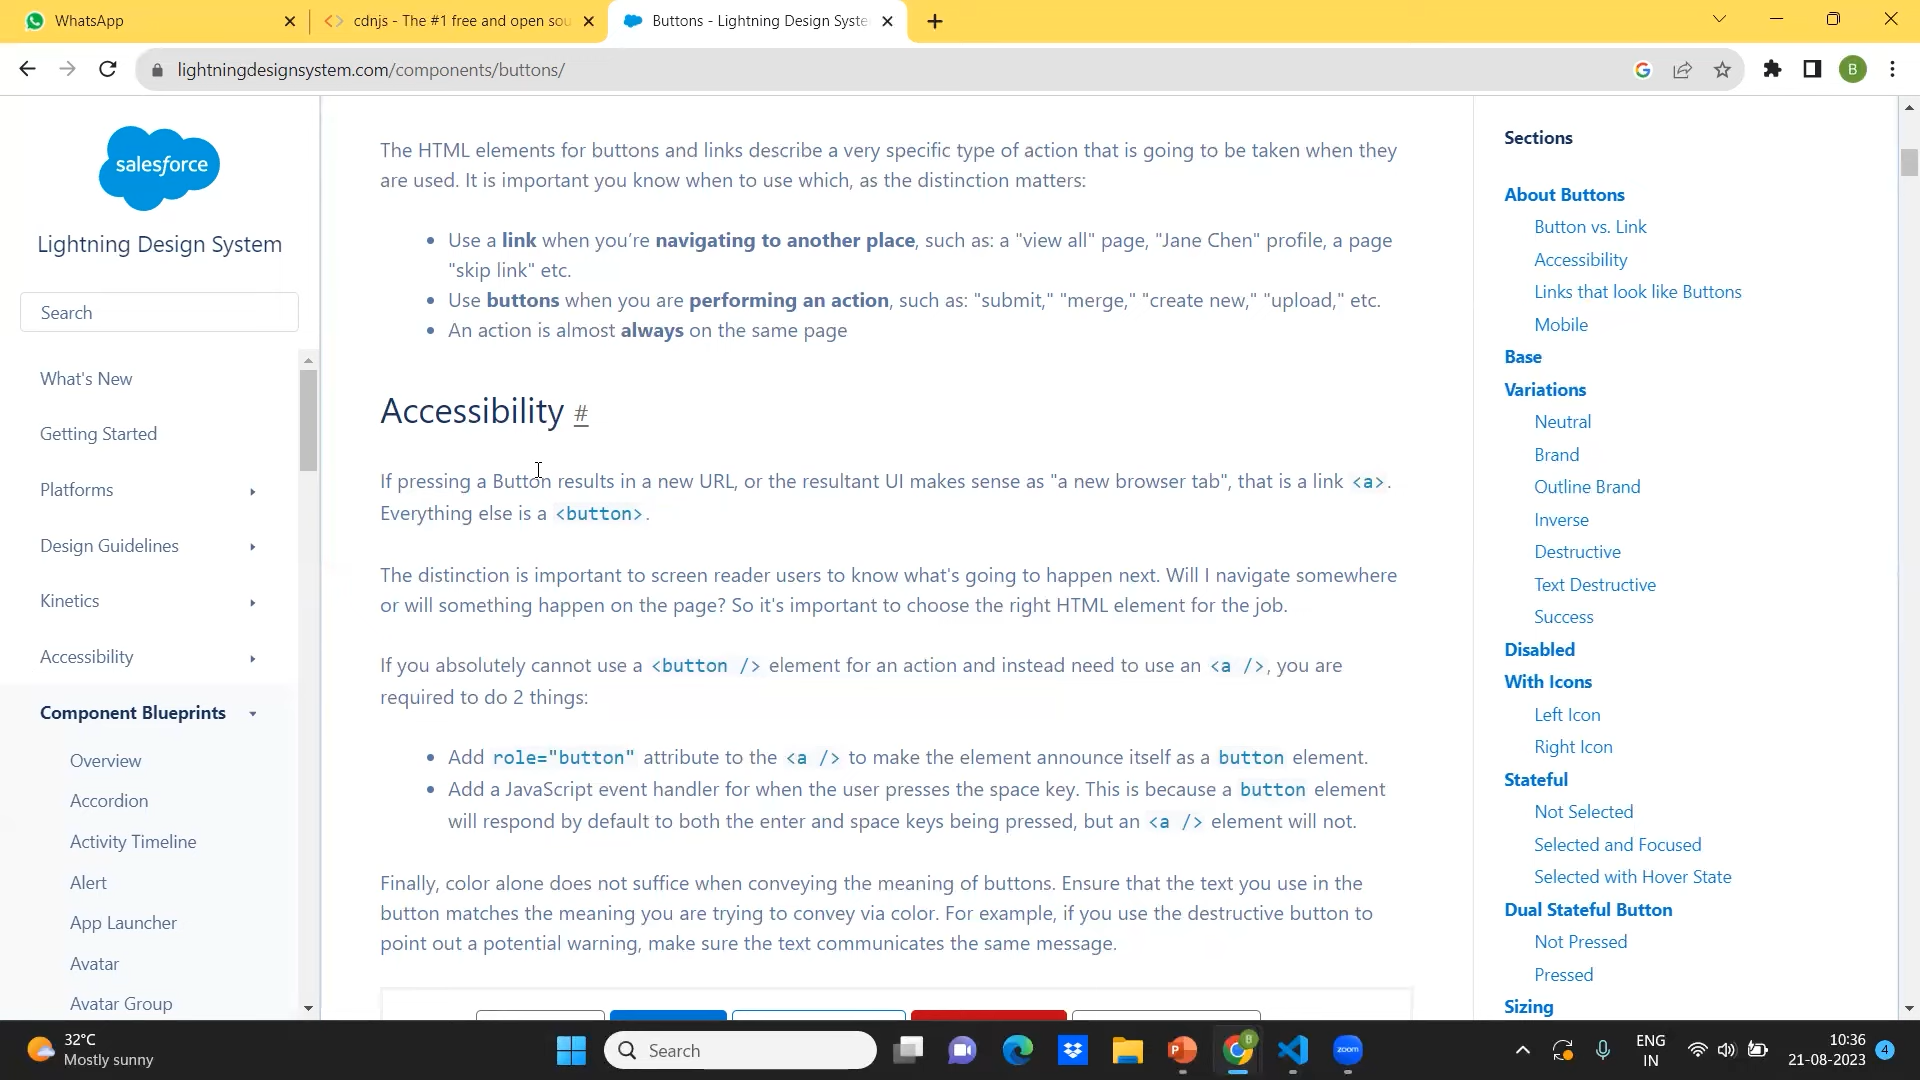 WhatsApp
cdnjs - The #1 free and open sou
Buttons - Lightning Design Syste
lightningdesignsystem.com/components/buttons/
B
salesforce
Lightning Design System
Search
What's New
Getting Started
Platforms
Design Guidelines
Kinetics
Accessibility
Component Blueprints
Overview
Accordion
Activity Timeline
Alert
App Launcher
Avatar
Avatar Group
The HTML elements for buttons and links describe a very specific type of action that is going to be taken when they
are used. It is important you know when to use which, as the distinction matters:
• Use a link when you’re navigating to another place, such as: a "view all" page, "Jane Chen" profile, a page
"skip link" etc.
• Use buttons when you are performing an action, such as: "submit," "merge," "create new," "upload," etc.
• An action is almost always on the same page
Accessibility #
If pressing a Button results in a new URL, or the resultant UI makes sense as "a new browser tab", that is a link <a>.
Everything else is a <button>.
The distinction is important to screen reader users to know what's going to happen next. Will I navigate somewhere
or will something happen on the page? So it's important to choose the right HTML element for the job.
If you absolutely cannot use a <button /> element for an action and instead need to use an <a />, you are
required to do 2 things:
• Add role="button" attribute to the <a /> to make the element announce itself as a button element.
• Add a JavaScript event handler for when the user presses the space key. This is because a button element
will respond by default to both the enter and space keys being pressed, but an <a /> element will not.
Finally, color alone does not suffice when conveying the meaning of buttons. Ensure that the text you use in the
button matches the meaning you are trying to convey via color. For example, if you use the destructive button to
point out a potential warning, make sure the text communicates the same message.
Sections
About Buttons
Button vs. Link
Accessibility
Links that look like Buttons
Mobile
Base
Variations
Neutral
Brand
Outline Brand
Inverse
Destructive
Text Destructive
Success
Disabled
With Icons
Left Icon
Right Icon
Stateful
Not Selected
Selected and Focused
Selected with Hover State
Dual Stateful Button
Not Pressed
Pressed
Sizing
32°C
Mostly sunny
Search
zoom
ENG
IN
10:36
21-08-2023
4